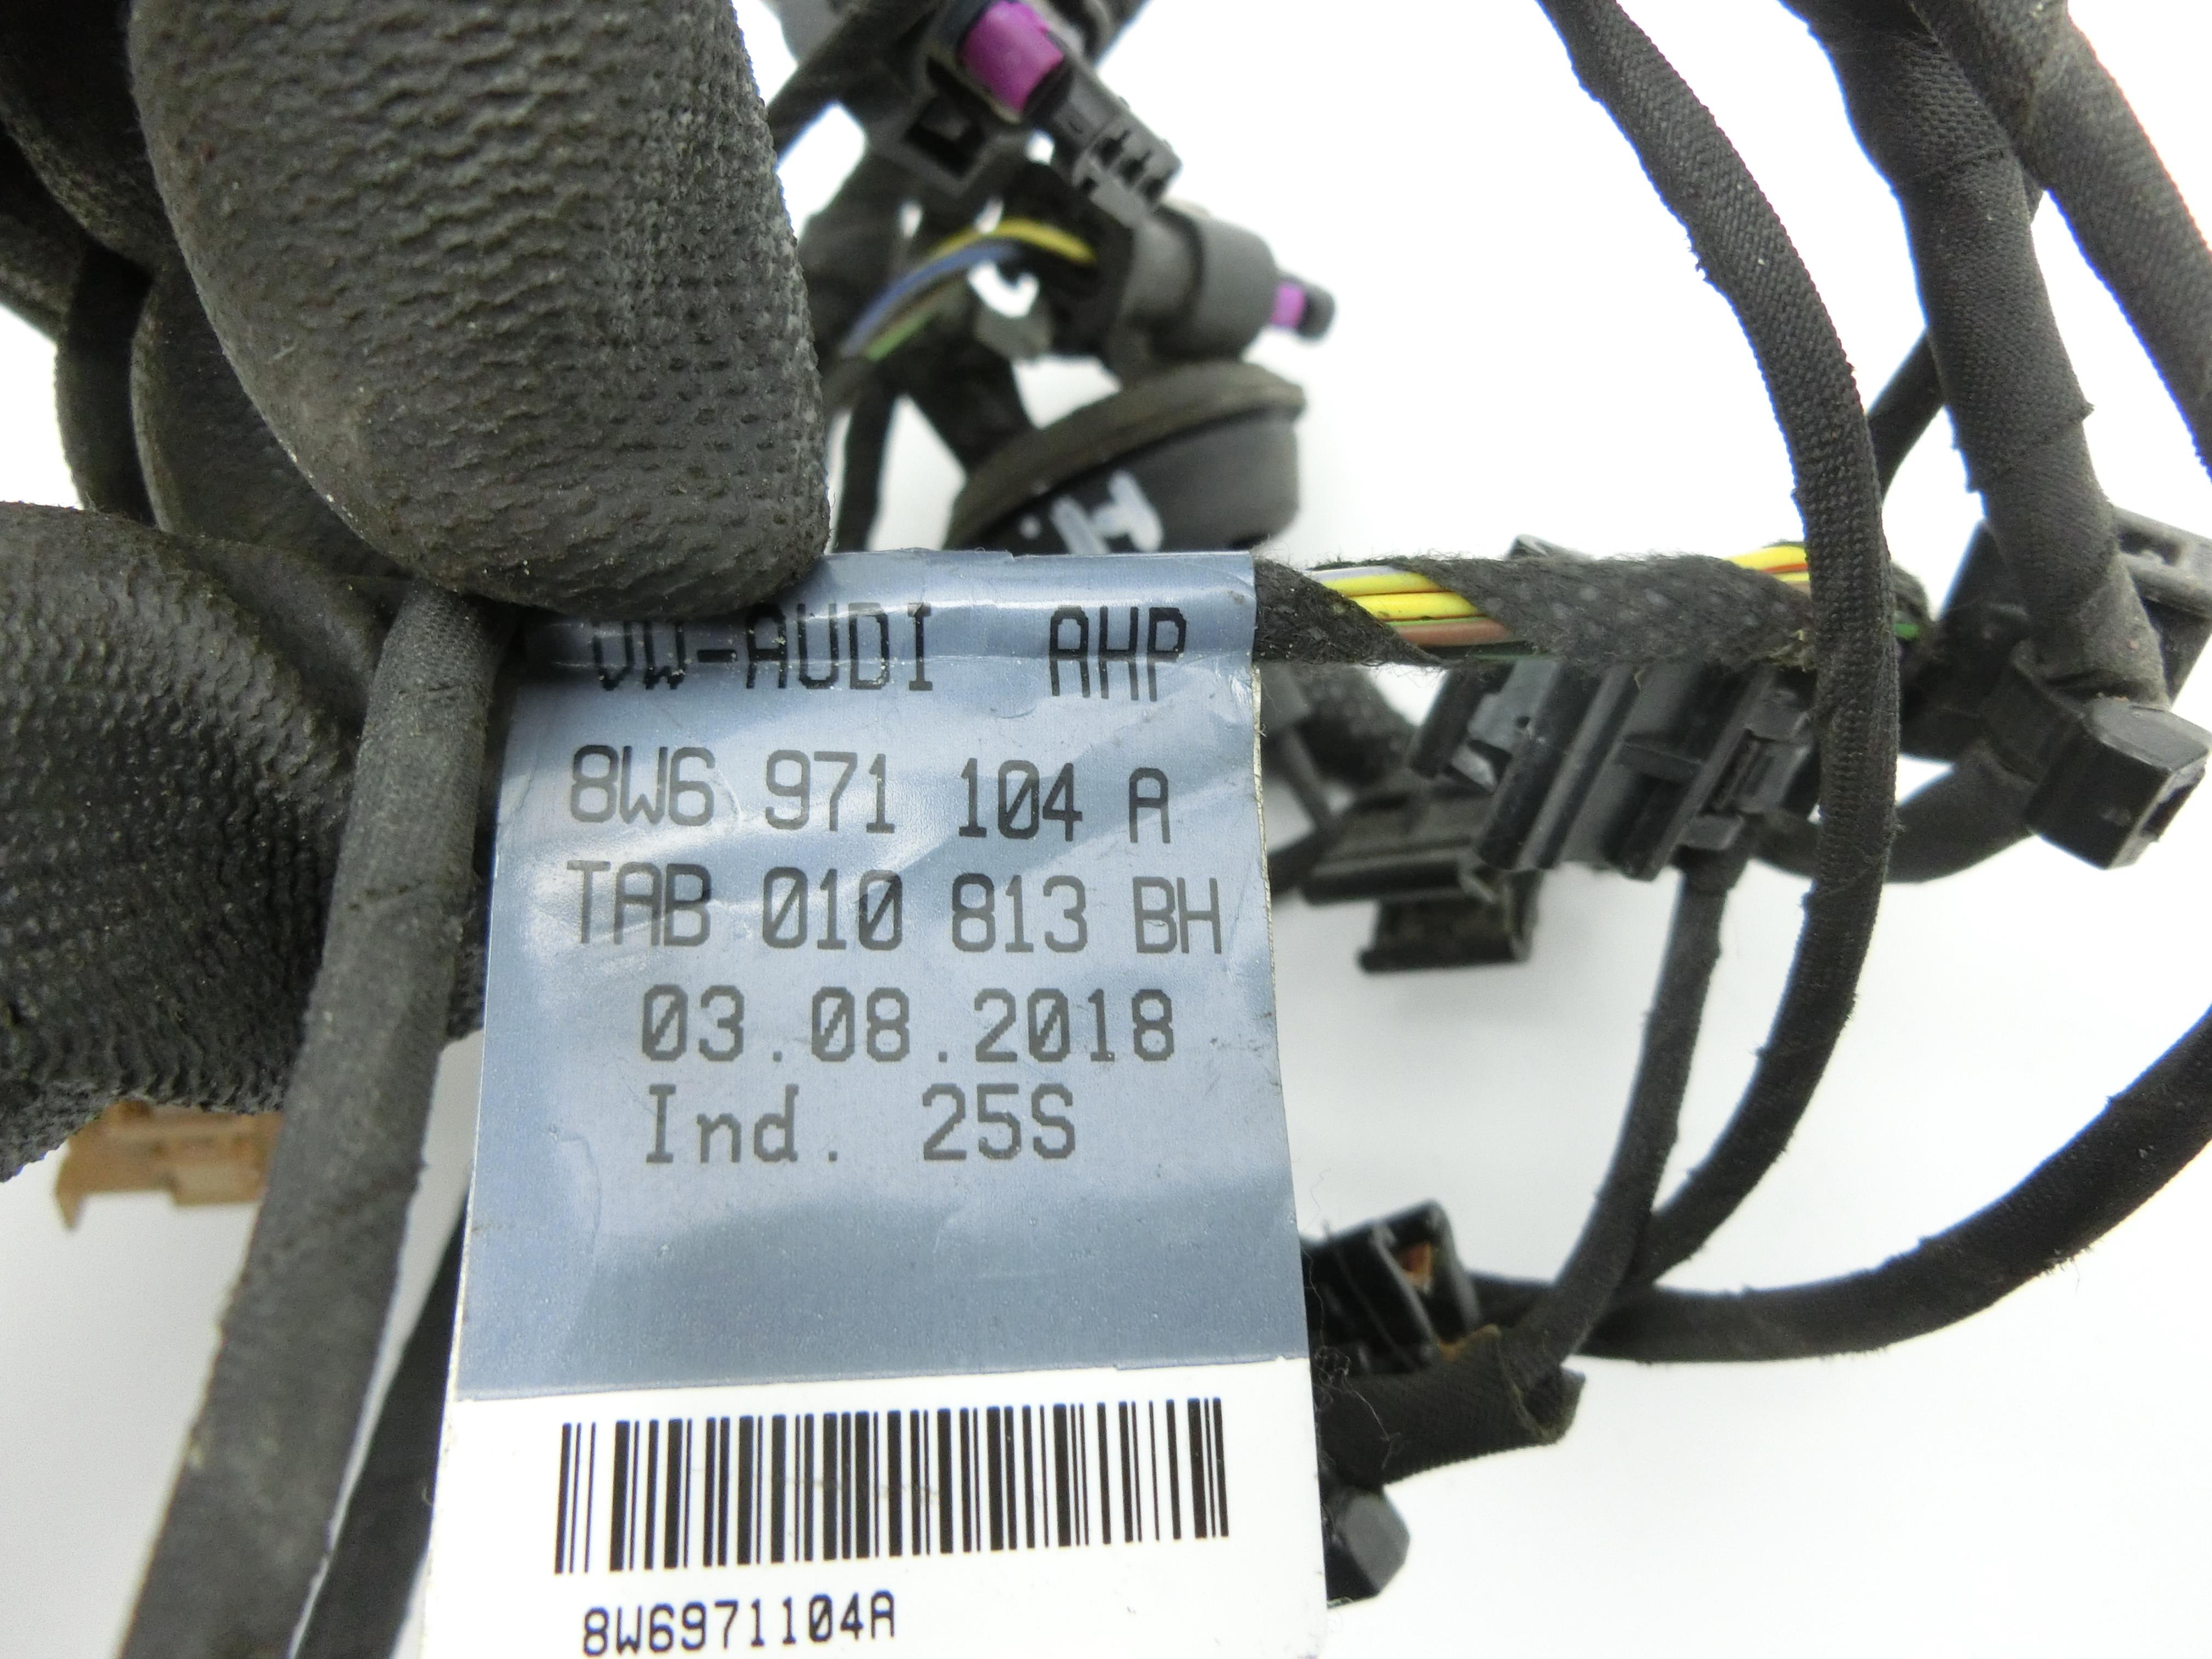 VW-AUDI AHP
8W6 971 104 A
TAB 010 813 BH
03.08.2018
Ind. 25S
8W6971104A